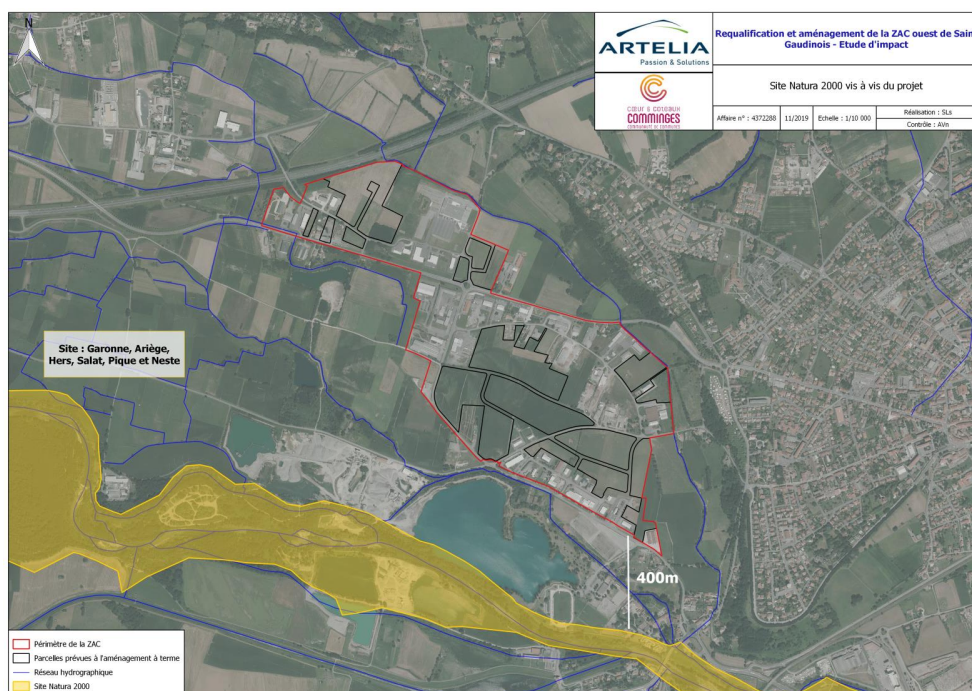 N
ARTELIA
Passion & Solutions
Requalification et aménagement de la ZAC ouest de Sain
Gaudinois - Etude d'impact
cœur & coteaux
COMMINGES
COMMUNAUTÉ DE COMMUNES
Site Natura 2000 vis à vis du projet
Affaire n° : 4372288
11/2019
Echelle : 1/10 000
Réalisation : SLs
Contrôle : AVn
Site : Garonne, Ariège,
Hers, Salat, Pique et Neste
400m
Périmètre de la ZAC
Parcelles prévues à l'aménagement à terme
Réseau hydrographique
Site Natura 2000